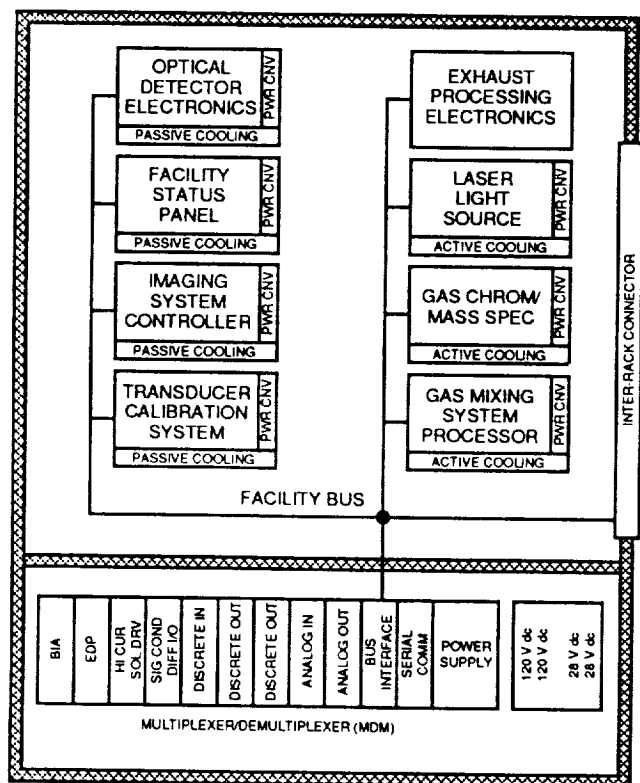 OPTICAL
DETECTOR
ELECTRONICS
PWR CNV
PASSIVE COOLING
FACILITY
STATUS
PANEL
PWR CNV
PASSIVE COOLING
IMAGING
SYSTEM
CONTROLLER
PWR CNV
PASSIVE COOLING
TRANSDUCER
CALIBRATION
SYSTEM
PWR CNV
PASSIVE COOLING
EXHAUST
PROCESSING
ELECTRONICS
LASER
LIGHT
SOURCE
PWR CNV
ACTIVE COOLING
GAS CHROM/
MASS SPEC
PWR CNV
ACTIVE COOLING
GAS MIXING
SYSTEM
PROCESSOR
PWR CNV
ACTIVE COOLING
INTER-RACK CONNECTOR
FACILITY BUS
BIA
EDP
HI CUR
SOL DRV
SIG COND
DIFF I/O
DISCRETE IN
DISCRETE OUT
DISCRETE OUT
ANALOG IN
ANALOG OUT
BUS
INTERFACE
SERIAL
COMM
POWER
SUPPLY
120 V dc
120 V dc
28 V dc
28 V dc
MULTIPLEXER/DEMULTIPLEXER (MDM)